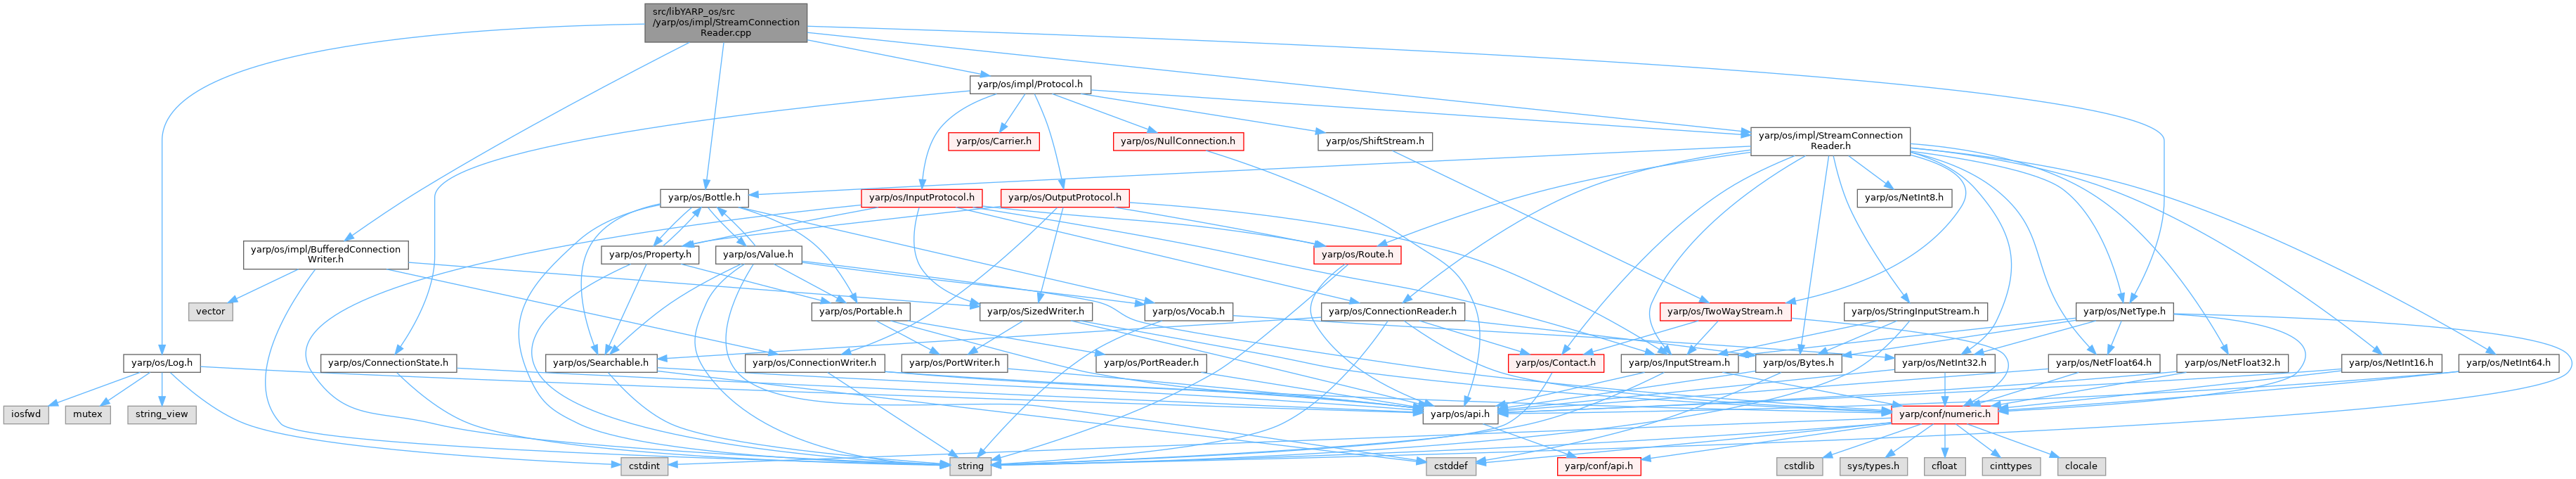 src/libYARP_os/src
/yarp/os/impl/StreamConnection
Reader.cpp
yarp/os/impl/Protocol.h
yarp/os/Carrier.h
yarp/os/NullConnection.h
yarp/os/ShiftStream.h
yarp/os/impl/StreamConnection
Reader.h
yarp/os/Bottle.h
yarp/os/InputProtocol.h
yarp/os/OutputProtocol.h
yarp/os/NetInt8.h
yarp/os/impl/BufferedConnection
Writer.h
yarp/os/Property.h
yarp/os/Value.h
yarp/os/Route.h
vector
yarp/os/Portable.h
yarp/os/SizedWriter.h
yarp/os/Vocab.h
yarp/os/ConnectionReader.h
yarp/os/TwoWayStream.h
yarp/os/StringInputStream.h
yarp/os/NetType.h
yarp/os/Log.h
yarp/os/ConnectionState.h
yarp/os/Searchable.h
yarp/os/ConnectionWriter.h
yarp/os/PortWriter.h
yarp/os/PortReader.h
yarp/os/Contact.h
yarp/os/InputStream.h
yarp/os/Bytes.h
yarp/os/NetInt32.h
yarp/os/NetFloat64.h
yarp/os/NetFloat32.h
yarp/os/NetInt16.h
yarp/os/NetInt64.h
iosfwd
mutex
string_view
yarp/os/api.h
yarp/conf/numeric.h
cstdint
string
cstddef
yarp/conf/api.h
cstdlib
sys/types.h
cfloat
cinttypes
clocale